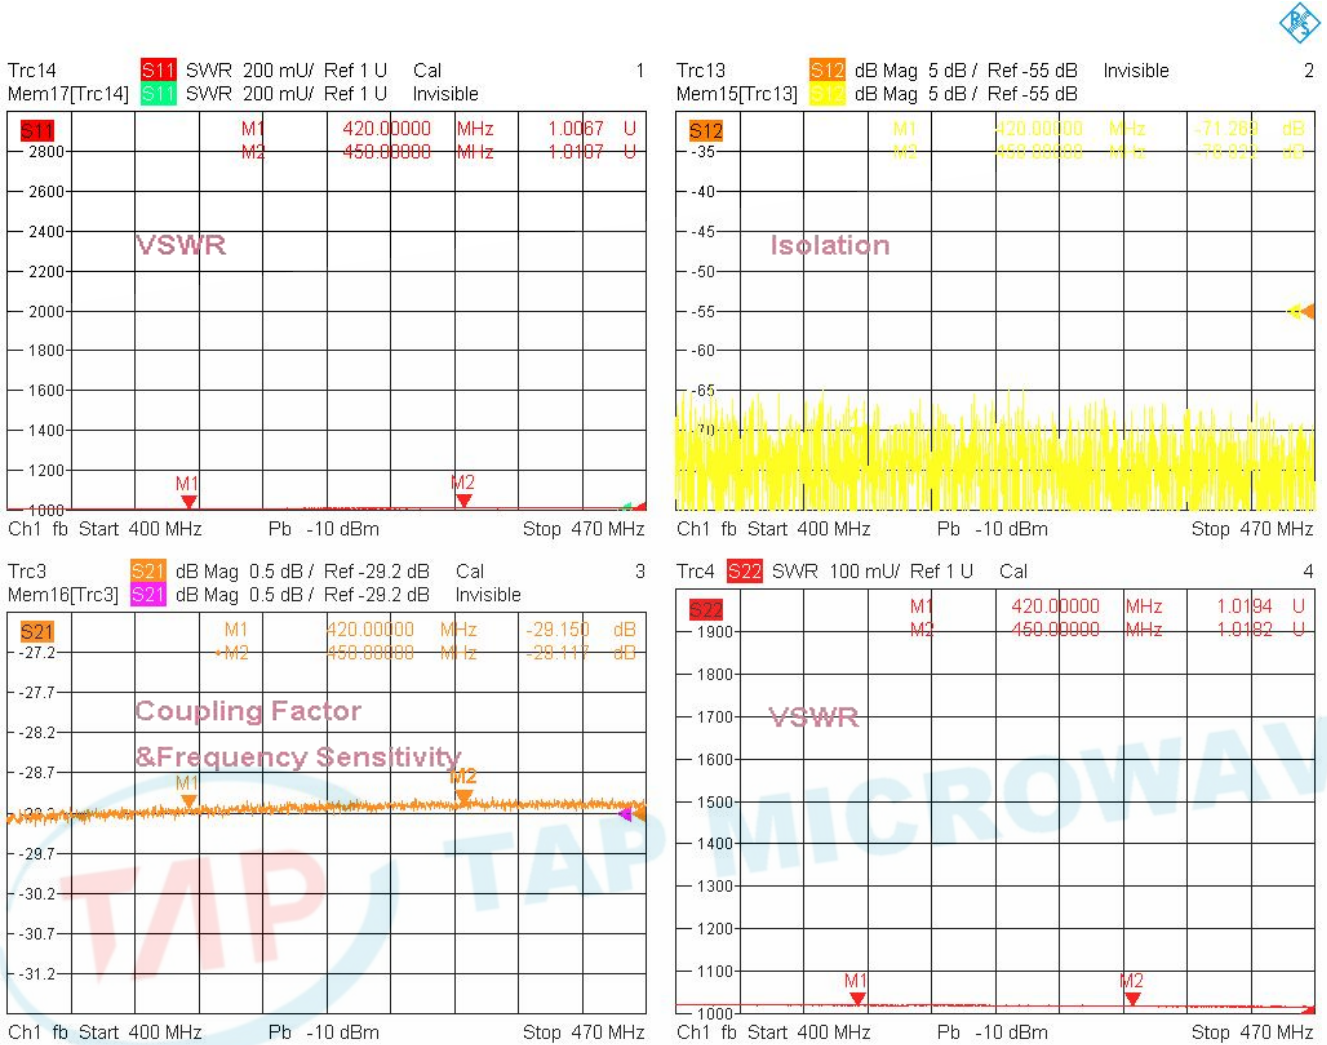 R&S
Trc14 S11 SWR 200 mU/ Ref 1 U Cal 1
Mem17[Trc14] S11 SWR 200 mU/ Ref 1 U Invisible
S11 M1 420.00000 MHz 1.0067 U
M2 450.00000 MHz 1.0107 U
2800
2600
2400
VSWR
2200
2000
1800
1600
1400
1200
M1 M2
1000
Ch1 fb Start 400 MHz Pb -10 dBm Stop 470 MHz
Trc13 S12 dB Mag 5 dB / Ref -55 dB Invisible 2
Mem15[Trc13] S12 dB Mag 5 dB / Ref -55 dB
S12 M1 420.00000 MHz dB
M2 450.00000 MHz dB
-35
-40
-45
Isolation
-50
-55
-60
-65
-70
Ch1 fb Start 400 MHz Pb -10 dBm Stop 470 MHz
Trc3 S21 dB Mag 0.5 dB / Ref -29.2 dB Cal 3
Mem16[Trc3] S21 dB Mag 0.5 dB / Ref -29.2 dB Invisible
S21 M1 420.00000 MHz -29.150 dB
•M2 450.00000 MHz dB
-27.2
-27.7
Coupling Factor
-28.2
&Frequency Sensitivity
-28.7
M1 M2
-29.2
-29.7
-30.2
-30.7
-31.2
Ch1 fb Start 400 MHz Pb -10 dBm Stop 470 MHz
Trc4 S22 SWR 100 mU/ Ref 1 U Cal 4
S22 M1 420.00000 MHz 1.0194 U
M2 450.00000 MHz 1.0182 U
1900
1800
1700
VSWR
1600
1500
1400
1300
1200
1100
M1 M2
1000
Ch1 fb Start 400 MHz Pb -10 dBm Stop 470 MHz
TAP
TAP MICROWAV